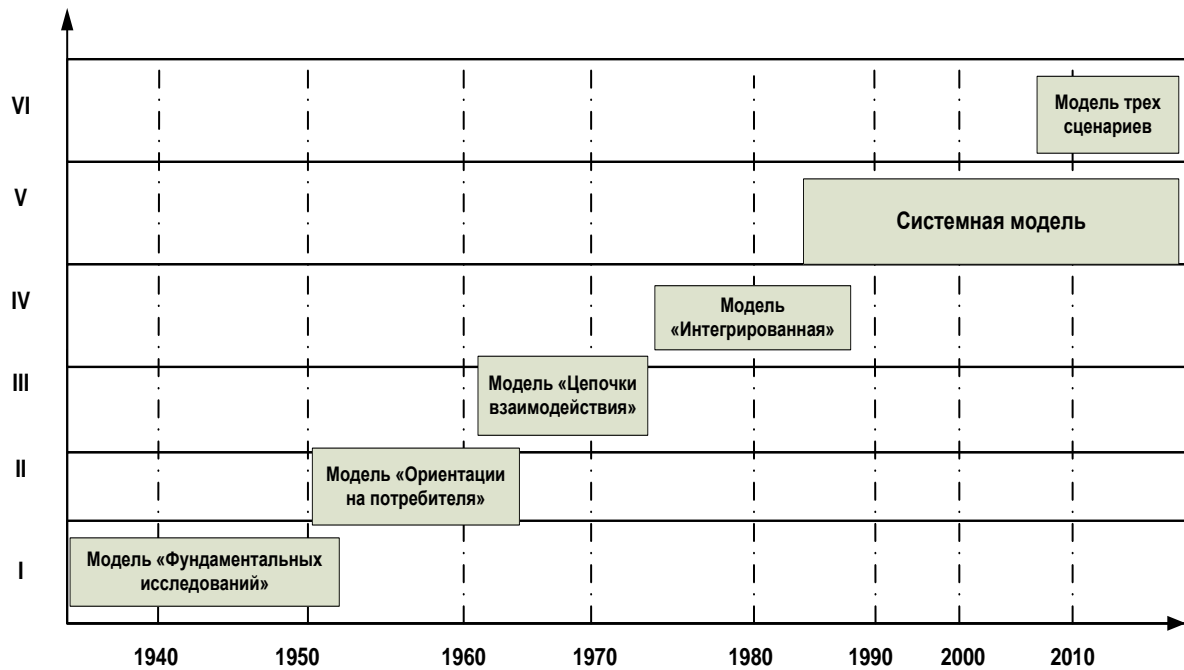 VI
Модель трех
сценариев
V
Системная модель
IV
Модель
«Интегрированная»
III
Модель «Цепочки
взаимодействия»
II
Модель «Ориентации
на потребителя»
I
Модель «Фундаментальных
исследований»
1940 1950 1960 1970 1980 1990 2000 2010